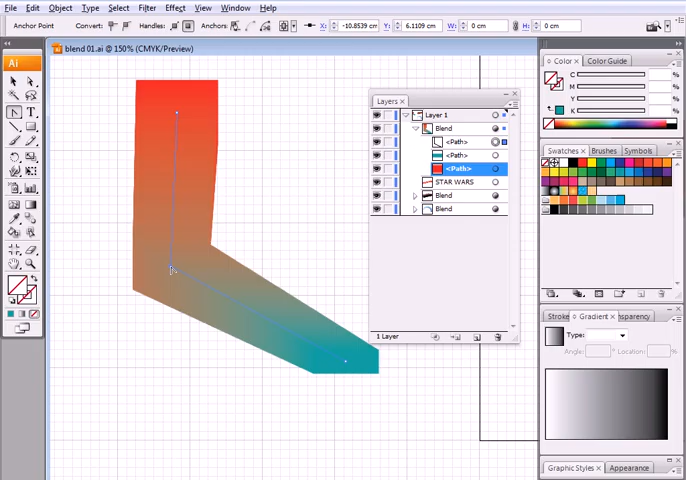 File Edit Object Type Select Filter Effect View Window Help
Anchor Point Convert: Handles: Anchors: X: -10.8539 cm Y: 6.1109 cm W: 0 cm H: 0 cm
blend 01.ai @ 150% (CMYK/Preview)
Ai
Layers
Layer 1
Blend
<Path>
<Path>
<Path>
STAR WARS
Blend
Blend
1 Layer
Color Color Guide
C %
M %
Y %
K %
Swatches Brushes Symbols
Stroke Gradient nsparency
Type:
Angle: ° Location: %
Graphic Styles Appearance